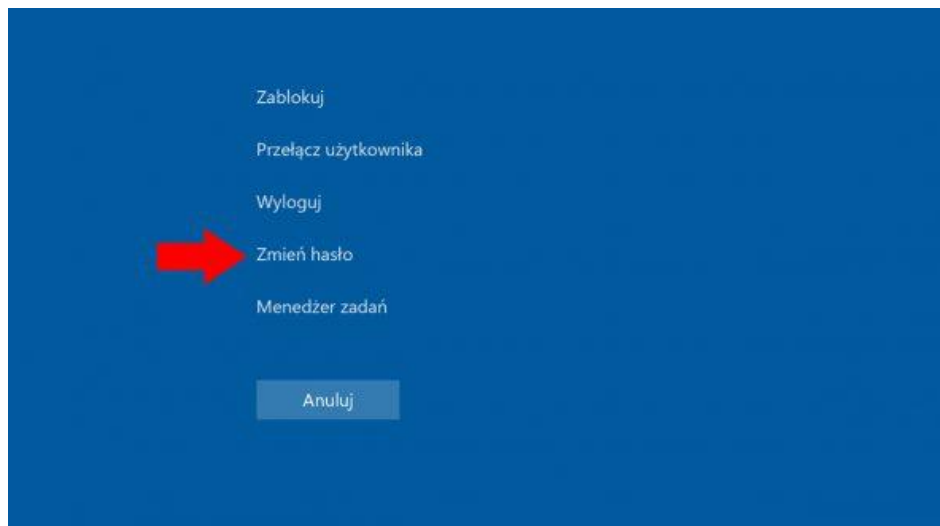 Zablokuj
Przełącz użytkownika
Wyloguj
Zmień hasło
Menedżer zadań
Anuluj